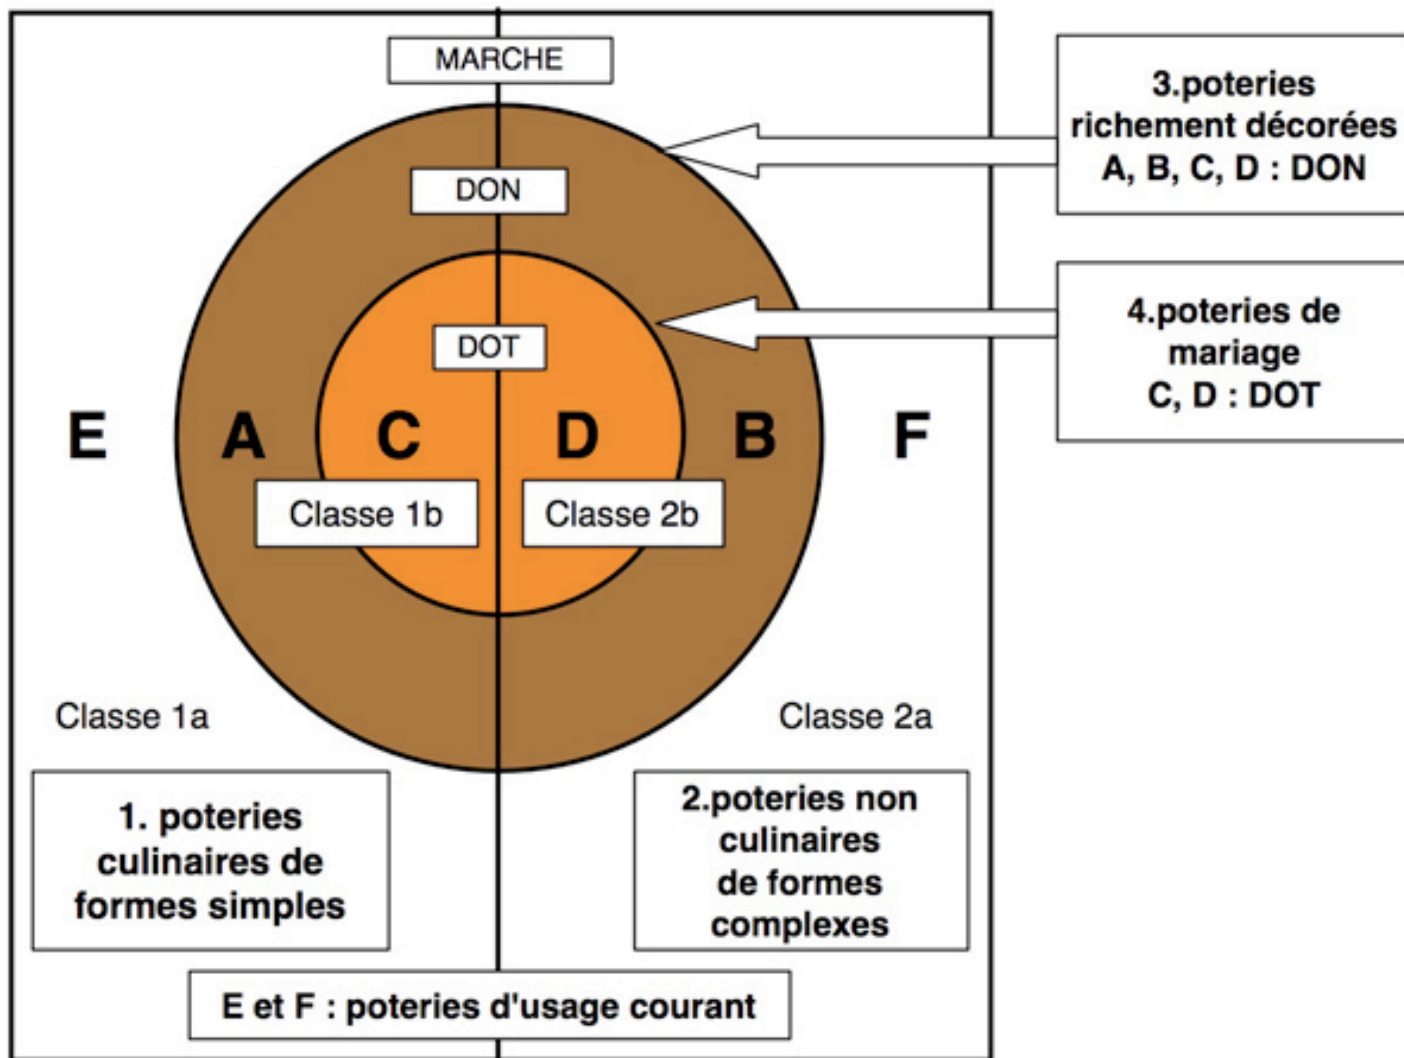 MARCHE
DON
DOT
E
A
C
D
B
F
Classe 1b
Classe 2b
Classe 1a
Classe 2a
1. poteries
culinaires de
formes simples
2.poteries non
culinaires
de formes
complexes
E et F : poteries d'usage courant
3.poteries
richement décorées
A, B, C, D : DON
4.poteries de
mariage
C, D : DOT